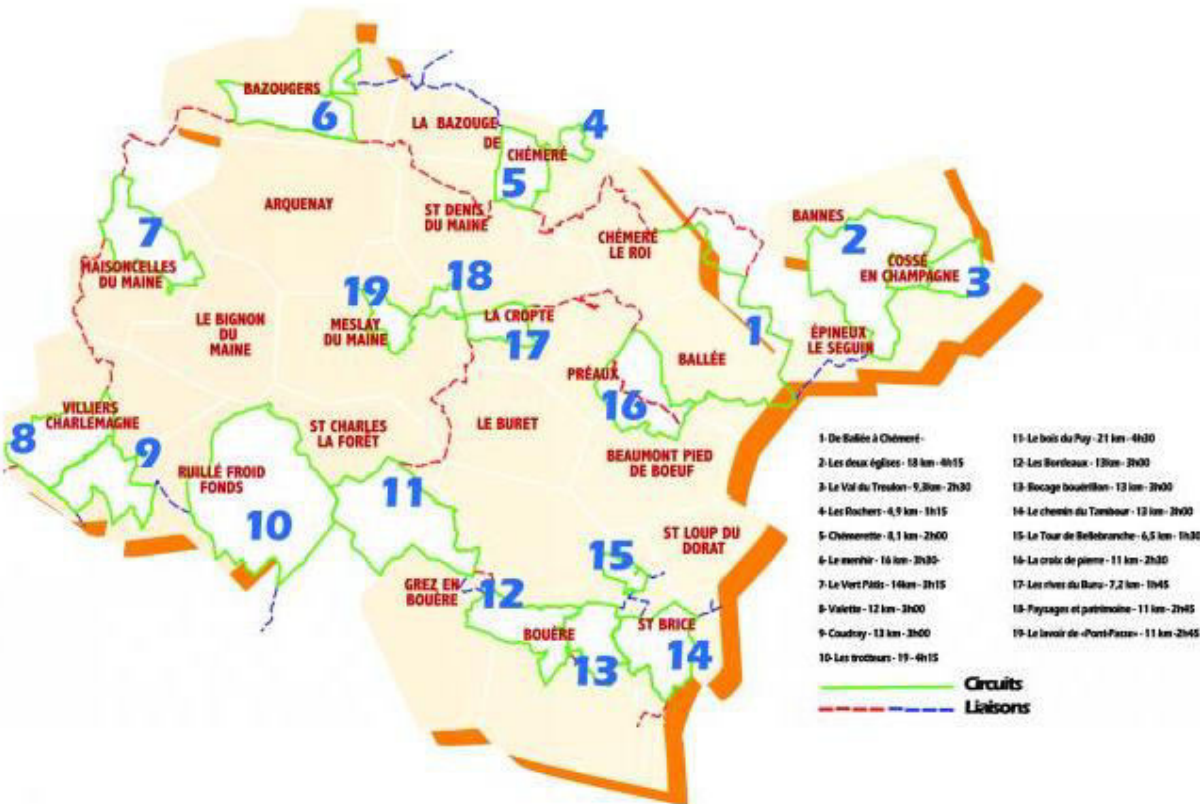 BAZOUGERS
6
LA BAZOUGE
DE
CHÉMERÉ
4
5
ARQUENAY
ST DENIS
DU MAINE
7
MAISONCELLES
DU MAINE
CHÉMERÉ
LE ROI
BANNES
2
COSSÉ
EN CHAMPAGNE
3
18
19
MESLAY
DU MAINE
LA CROPTE
17
LE BIGNON
DU
MAINE
1
ÉPINEUX
LE SEGUIN
BALLÉE
PRÉAUX
16
VILLIERS
CHARLEMAGNE
8
9
ST CHARLES
LA FORÊT
LE BURET
BEAUMONT PIED
DE BOEUF
RUILLÉ FROID
FONDS
10
11
ST LOUP DU
DORAT
15
GREZ EN
BOUÈRE
12
BOUÈRE
13
ST BRICE
14
1- De Ballée à Chémeré -
2- Les deux églises - 18 km - 4h15
3- Le Val du Treulon - 9,3km - 2h30
4- Les Rochers - 4,9 km - 1h15
5- Chémerette - 8,1 km - 2h00
6- Le menhir - 16 km - 3h30-
7- Le Vert Pâtis - 14km - 3h15
8- Valette - 12 km - 3h00
9- Coudray - 13 km - 3h00
10- Les trotteurs - 19 - 4h15
11- Le bois du Puy - 21 km - 4h30
12- Les Bordeaux - 13km - 3h00
13- Bocage bouérillon - 13 km - 3h00
14- Le chemin du Tambour - 13 km - 3h00
15- Le Tour de Bellebranche - 6,5 km - 1h30
16- La croix de pierre - 11 km - 2h30
17- Les rives du Buru - 7,2 km - 1h45
18- Paysages et patrimoine - 11 km - 2h45
19- Le lavoir de «Pont-Passe» - 11 km -2h45
Circuits
Liaisons